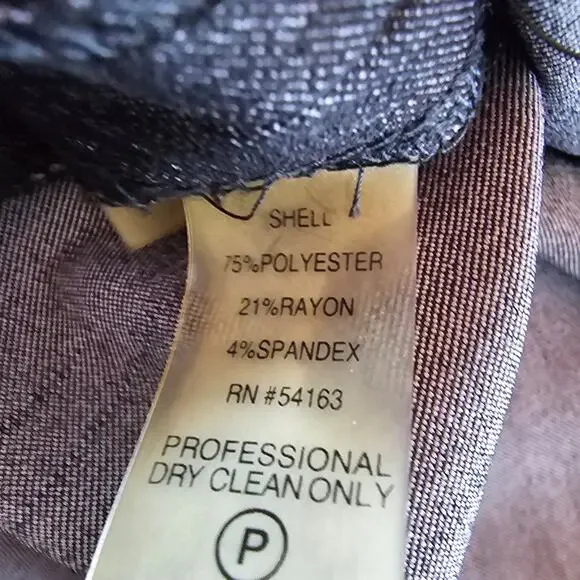 SHELL
75%POLYESTER
21%RAYON
4%SPANDEX
RN #54163
PROFESSIONAL
DRY CLEAN ONLY
P